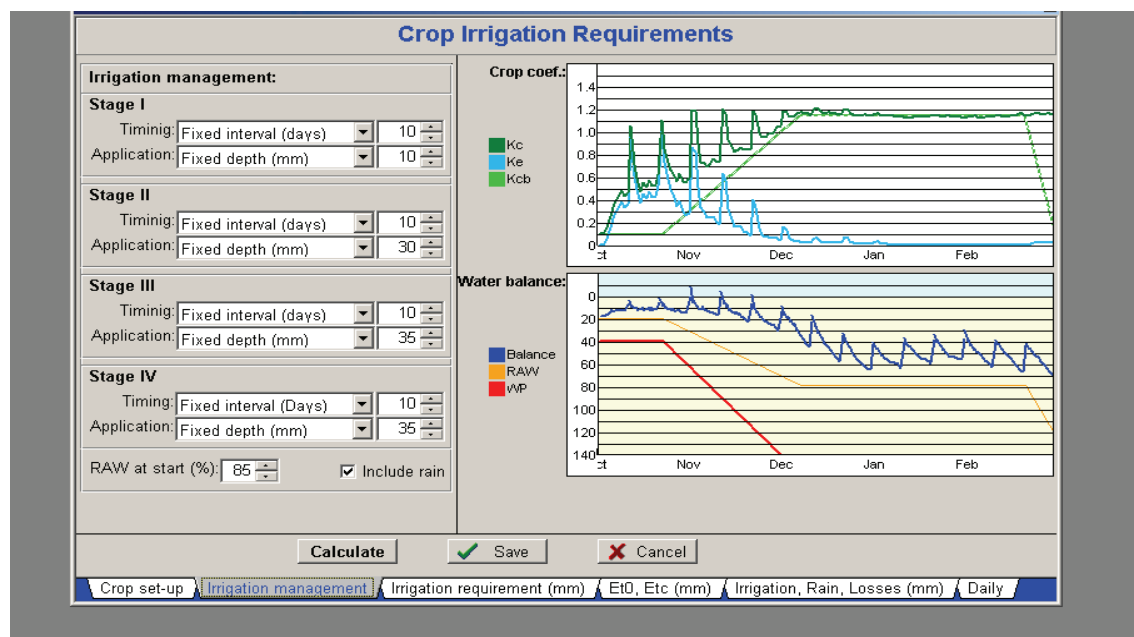 Crop Irrigation Requirements
Irrigation management:
Stage I
Timinig: Fixed interval (days) 10
Application: Fixed depth (mm) 10
Stage II
Timinig: Fixed interval (days) 10
Application: Fixed depth (mm) 30
Stage III
Timinig: Fixed interval (days) 10
Application: Fixed depth (mm) 35
Stage IV
Timing: Fixed interval (Days) 10
Application: Fixed depth (mm) 35
RAW at start (%): 85 Include rain
Crop coef.:
Kc
Ke
Kcb
1.4
1.2
1.0
0.8
0.6
0.4
0.2
0
Nov Dec Jan Feb
Water balance:
Balance
RAW
WP
0
20
40
60
80
100
120
140
Nov Dec Jan Feb
Calculate Save Cancel
Crop set-up Irrigation management Irrigation requirement (mm) Et0, Etc (mm) Irrigation, Rain, Losses (mm) Daily